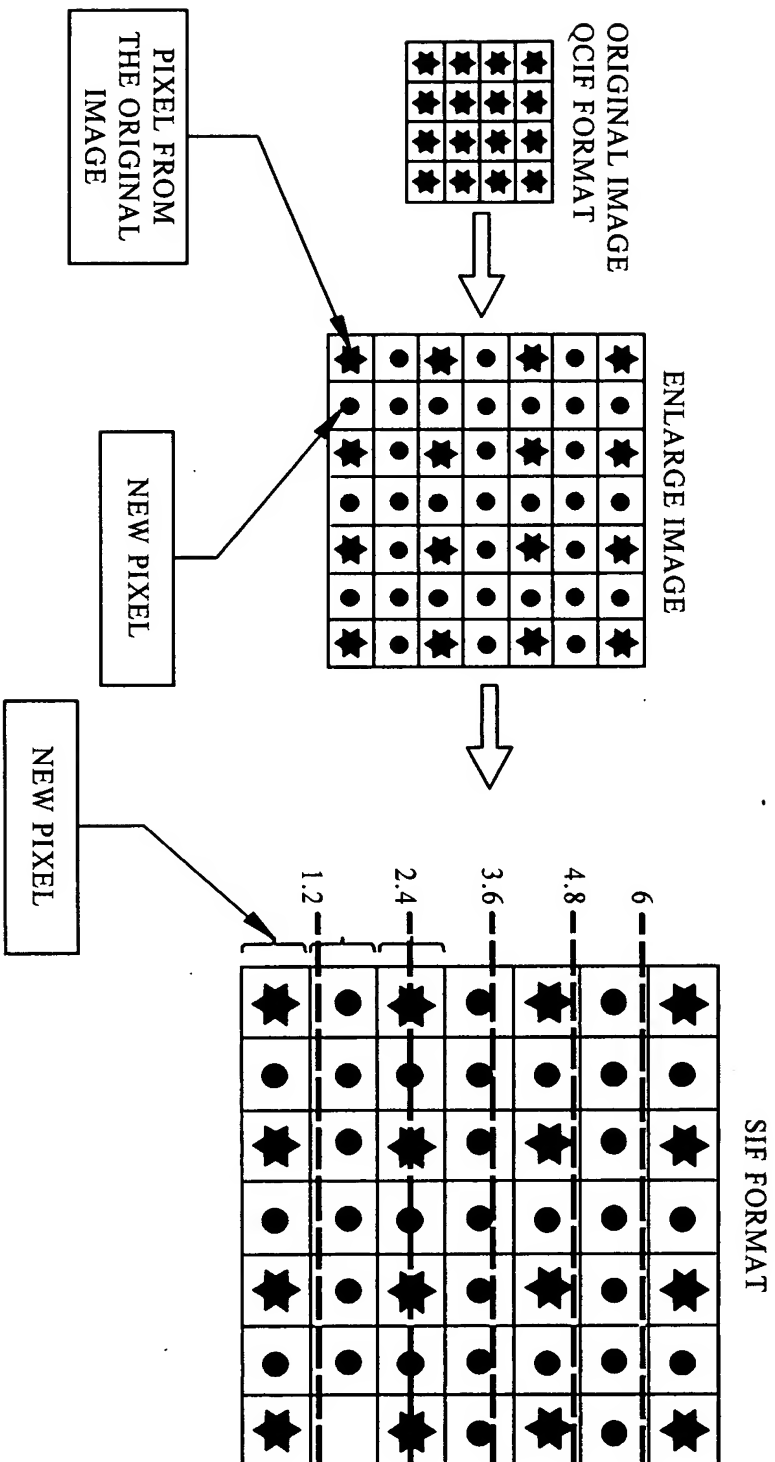 ORIGINAL IMAGE
QCIF FORMAT
ENLARGE IMAGE
SIF FORMAT
PIXEL FROM
THE ORIGINAL
IMAGE
NEW PIXEL
NEW PIXEL
1.2
2.4
3.6
4.8
6